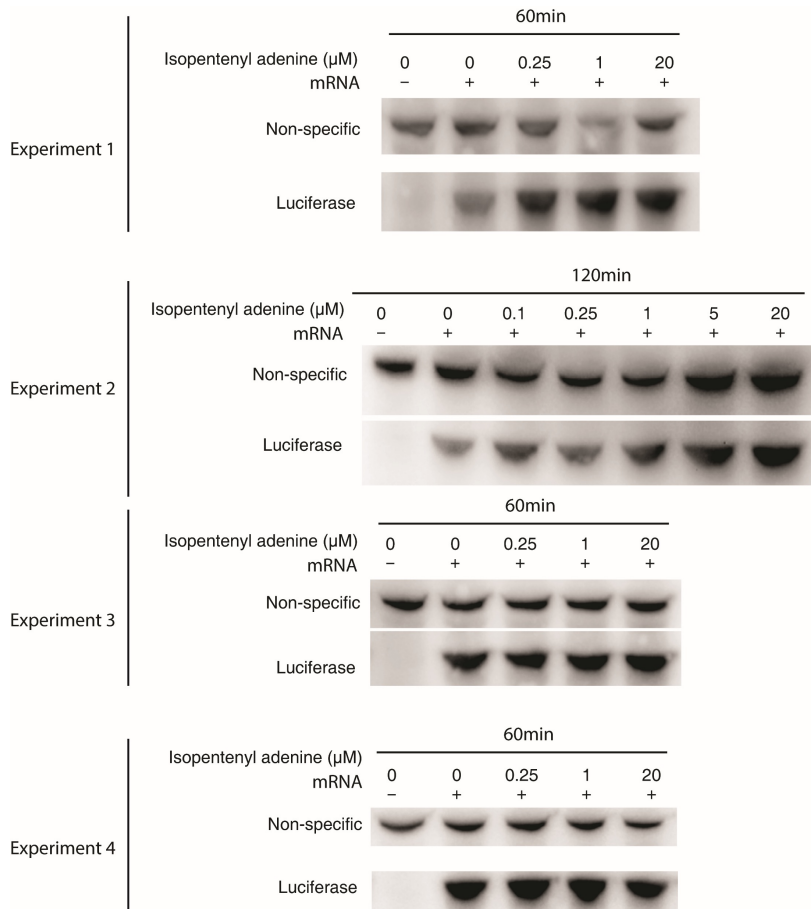 60min
Isopentenyl adenine (µM) 0 0 0.25 1 20
mRNA – + + + +
Non-specific
Experiment 1
Luciferase
120min
Isopentenyl adenine (µM) 0 0 0.1 0.25 1 5 20
mRNA – + + + + + +
Non-specific
Experiment 2
Luciferase
60min
Isopentenyl adenine (µM) 0 0 0.25 1 20
mRNA – + + + +
Non-specific
Experiment 3
Luciferase
60min
Isopentenyl adenine (µM) 0 0 0.25 1 20
mRNA – + + + +
Non-specific
Experiment 4
Luciferase